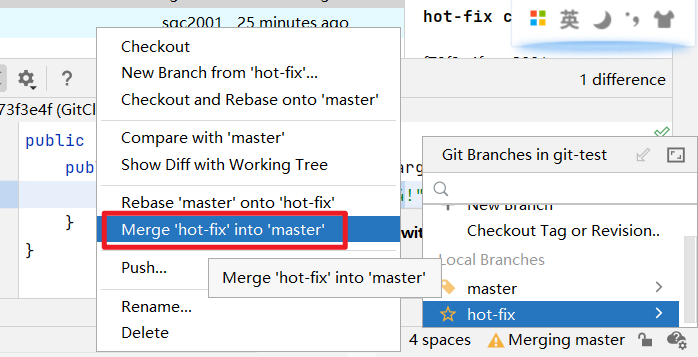 sgc2001 25 minutes ago
hot-fix c
英
Checkout
New Branch from 'hot-fix'...
Checkout and Rebase onto 'master'
Compare with 'master'
Show Diff with Working Tree
Rebase 'master' onto 'hot-fix'
Merge 'hot-fix' into 'master'
Push...
Rename...
Delete
Merge 'hot-fix' into 'master'
1 difference
73f3e4f (GitCl
public
pub
arg
!"
}
}
Git Branches in git-test
New Branch
Checkout Tag or Revision..
Local Branches
master
hot-fix
4 spaces
Merging master